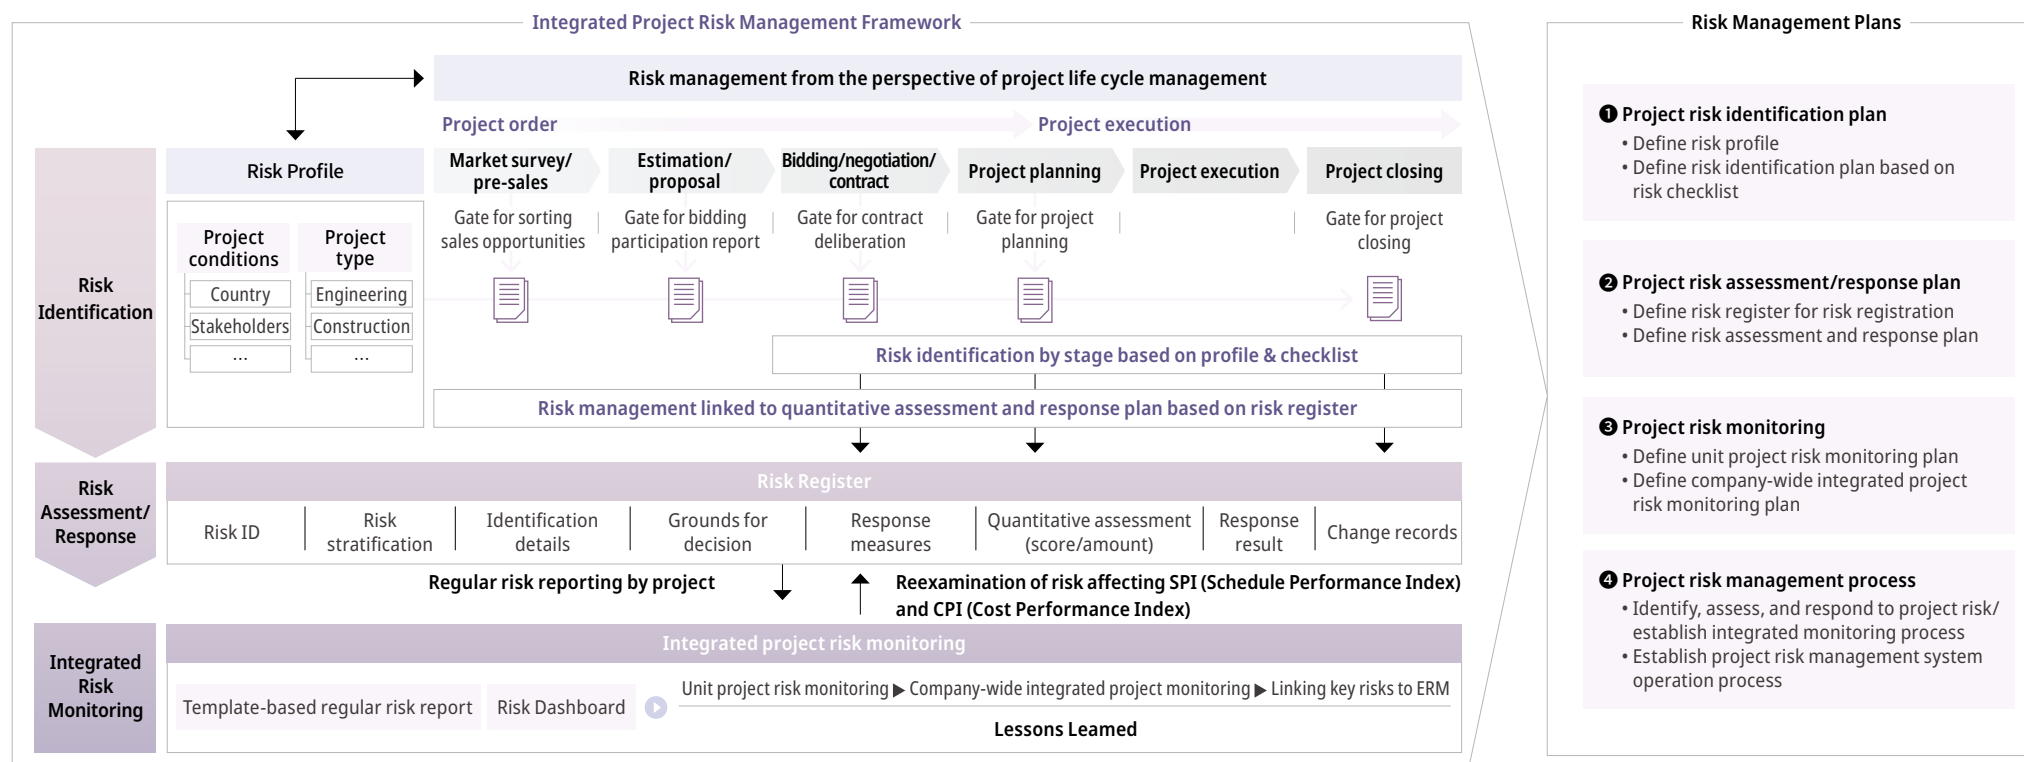 Integrated Project Risk Management Framework
Risk management from the perspective of project life cycle management
Project order
Project execution
Risk
Identification
Risk Profile
Project
conditions
Country
Stakeholders
...
Project
type
Engineering
Construction
...
Market survey/
pre-sales
Estimation/
proposal
Bidding/negotiation/
contract
Project planning
Project execution
Project closing
Gate for sorting
sales opportunities
Gate for bidding
participation report
Gate for contract
deliberation
Gate for project
planning
Gate for project
closing
Risk identification by stage based on profile & checklist
Risk management linked to quantitative assessment and response plan based on risk register
Risk
Assessment/
Response
Risk Register
Risk ID
Risk
stratification
Identification
details
Grounds for
decision
Response
measures
Quantitative assessment
(score/amount)
Response
result
Change records
Regular risk reporting by project
Reexamination of risk affecting SPI (Schedule Performance Index)
and CPI (Cost Performance Index)
Integrated
Risk
Monitoring
Integrated project risk monitoring
Template-based regular risk report
Risk Dashboard
Unit project risk monitoring ▶ Company-wide integrated project monitoring ▶ Linking key risks to ERM
Lessons Leamed
Risk Management Plans
❶ Project risk identification plan
• Define risk profile
• Define risk identification plan based on
risk checklist
❷ Project risk assessment/response plan
• Define risk register for risk registration
• Define risk assessment and response plan
❸ Project risk monitoring
• Define unit project risk monitoring plan
• Define company-wide integrated project
risk monitoring plan
❹ Project risk management process
• Identify, assess, and respond to project risk/
establish integrated monitoring process
• Establish project risk management system
operation process